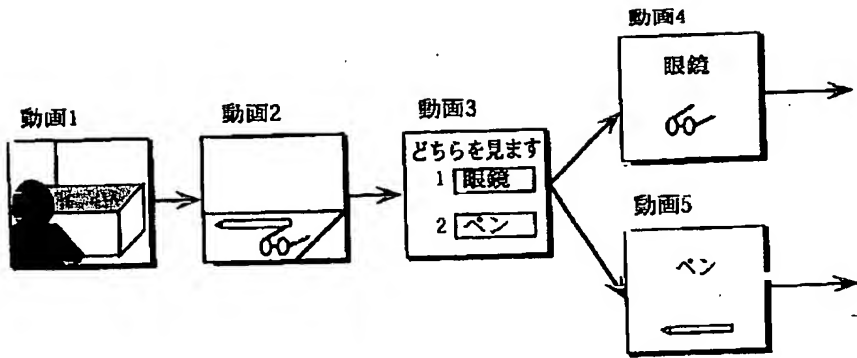 動画1
動画2
動画3
どちらを見ます
1 眼鏡
2 ペン
動画4
眼鏡
動画5
ペン